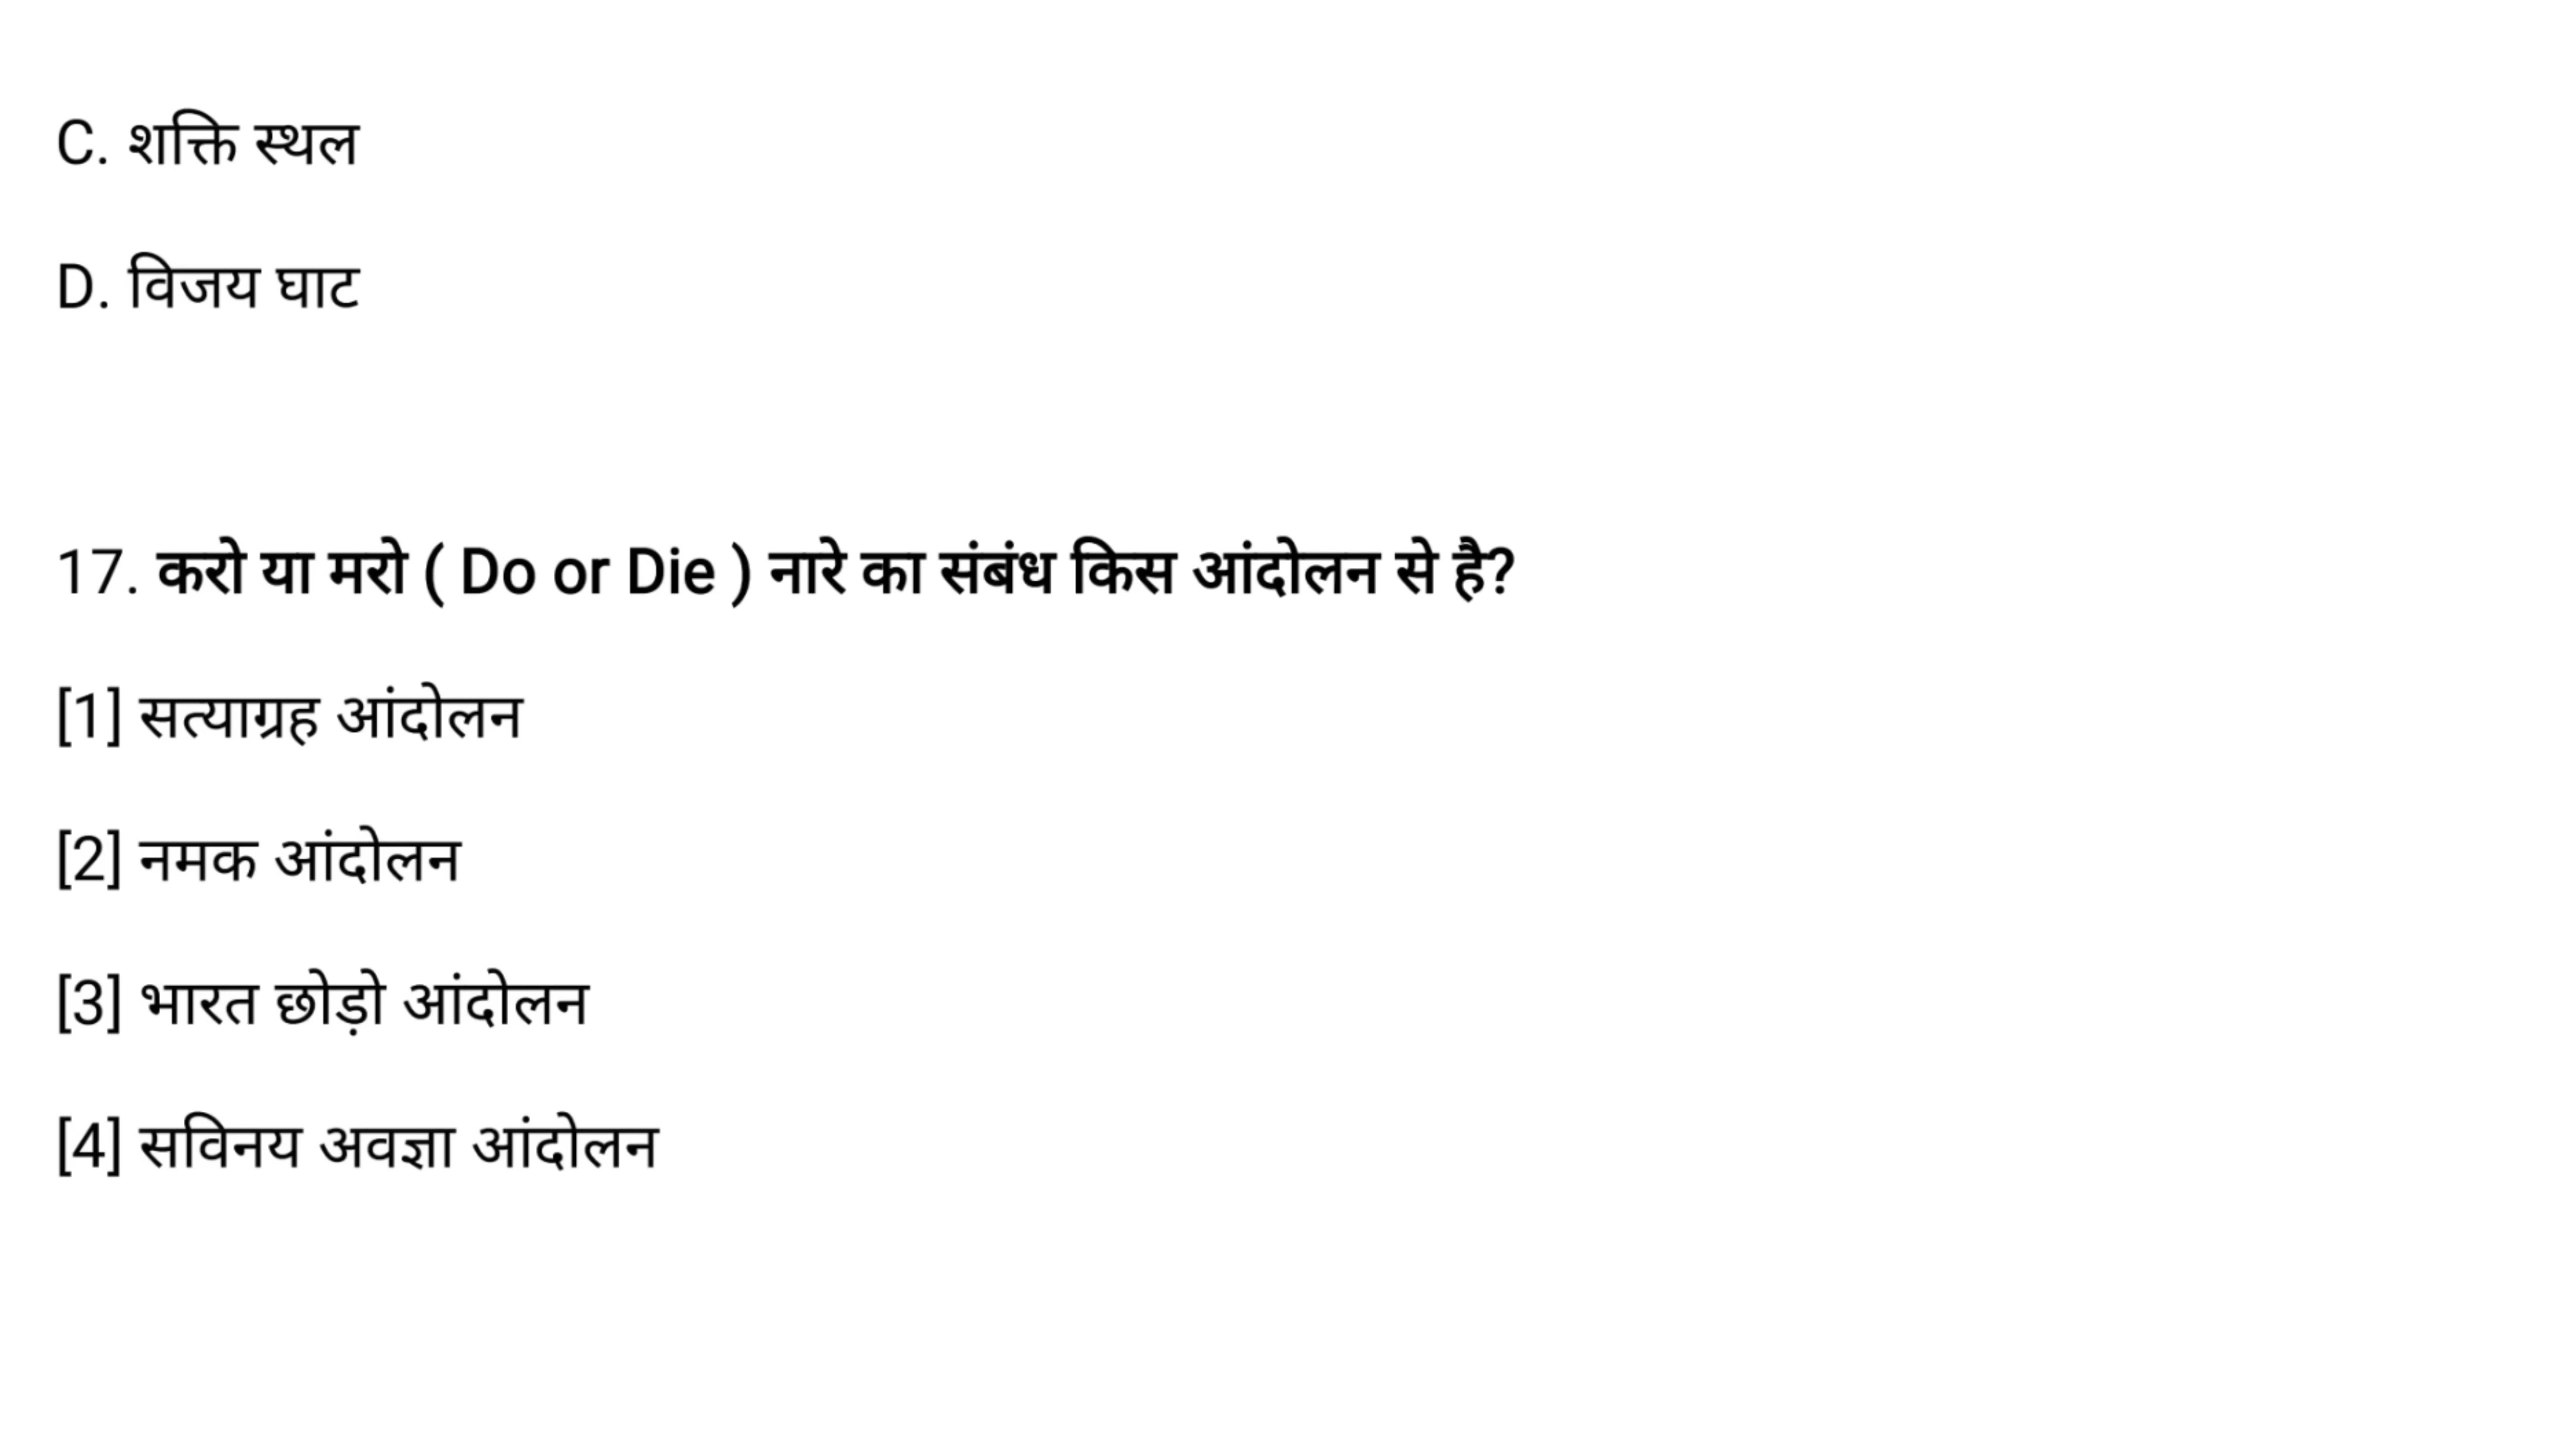 C. शक्ति स्थल
D. विजय घाट
17. करो या मरो ( Do or Die ) नारे का संबंध किस आंदोलन से है?
[1] सत्याग्रह आंदोलन
[2] नमक आंदोलन
[3] भारत छोड़ो आंदोलन
[4] सविनय अवज्ञा आंदोलन